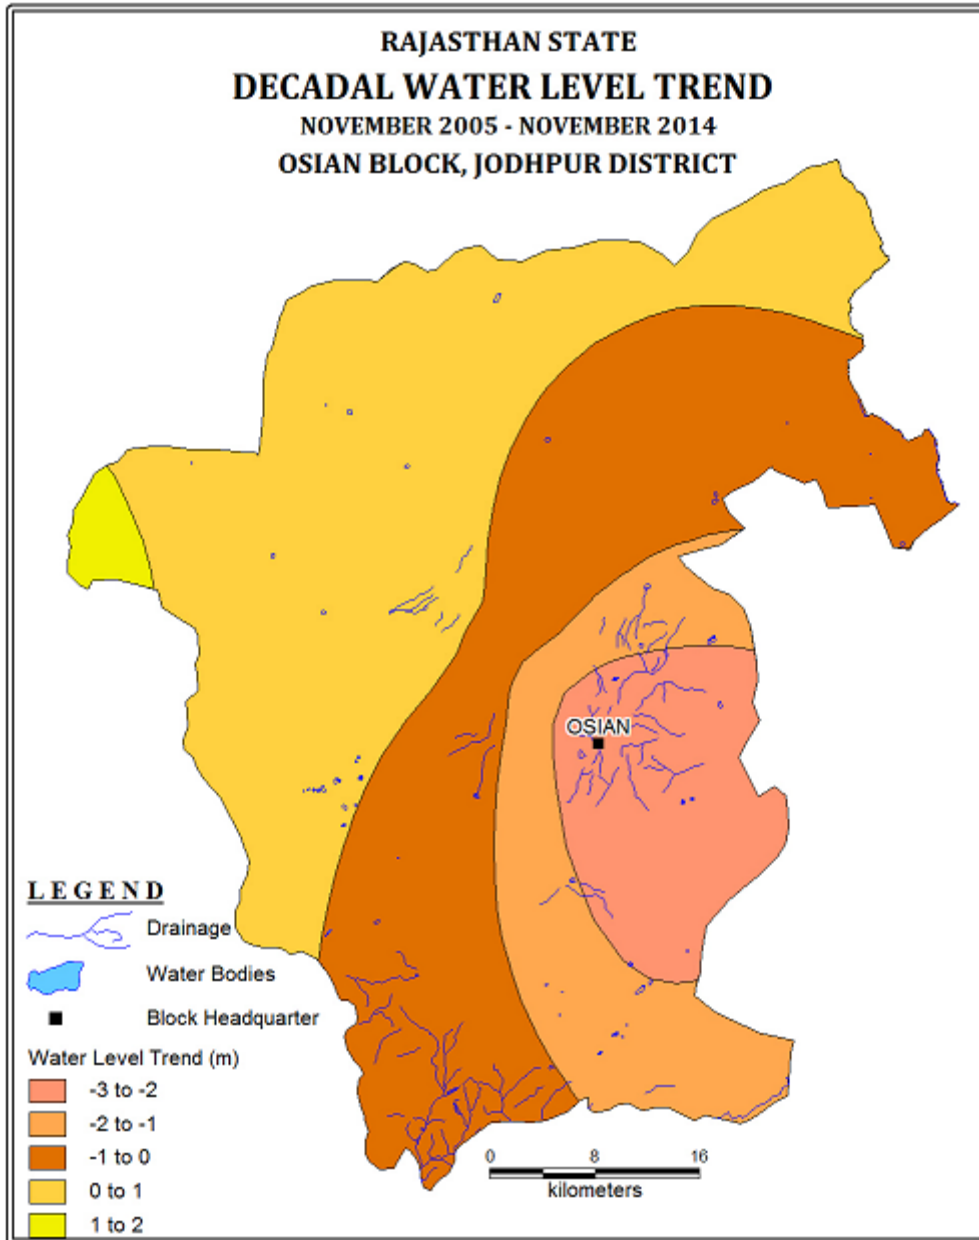 RAJASTHAN STATE
DECADAL WATER LEVEL TREND
NOVEMBER 2005 - NOVEMBER 2014
OSIAN BLOCK, JODHPUR DISTRICT
OSIAN
LEGEND
Drainage
Water Bodies
Block Headquarter
Water Level Trend (m)
-3 to -2
-2 to -1
-1 to 0
0 to 1
1 to 2
0 8 16
kilometers